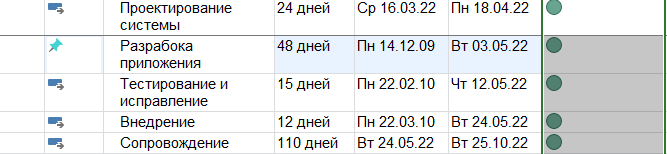 Проектирование 24 дней Ср 16.03.22 Пн 18.04.22
системы
Разрабока 48 дней Пн 14.12.09 Вт 03.05.22
приложения
Тестирование и 15 дней Пн 22.02.10 Чт 12.05.22
исправление
Внедрение 12 дней Пн 22.03.10 Вт 24.05.22
Сопровождение 110 дней Вт 24.05.22 Вт 25.10.22